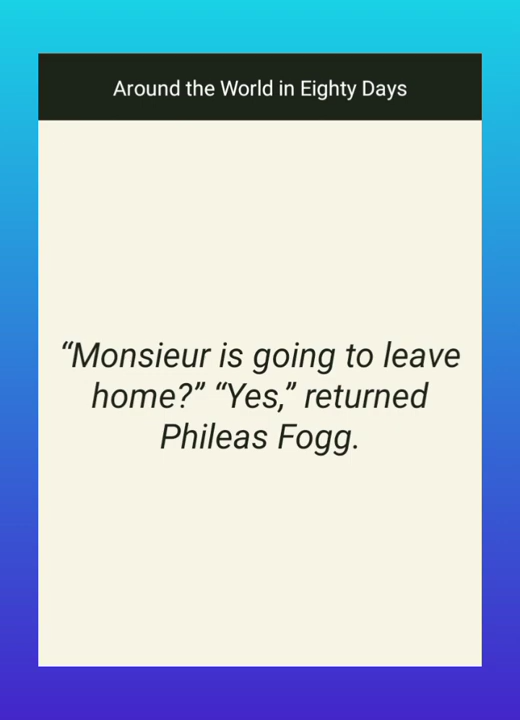 Around the World in Eighty Days
“Monsieur is going to leave
home?” “Yes,” returned
Phileas Fogg.